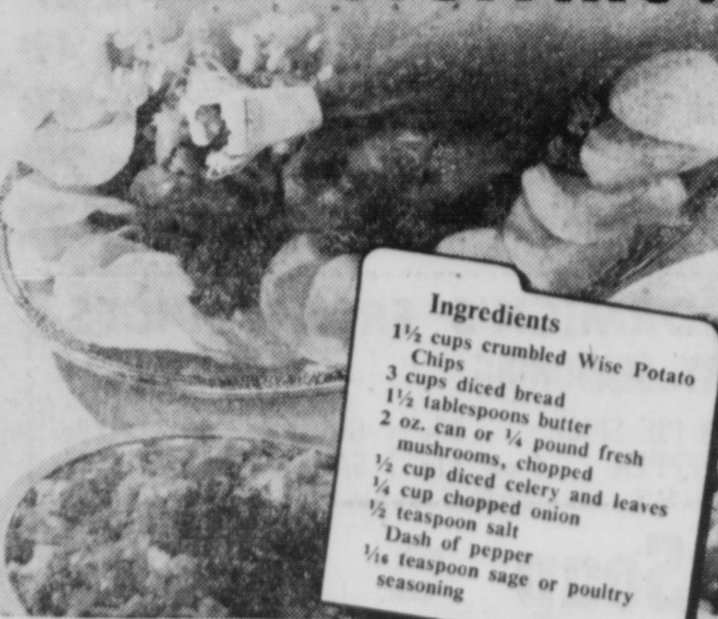 Ingredients
1½ cups crumbled Wise Potato
Chips
3 cups diced bread
1½ tablespoons butter
2 oz. can or ¼ pound fresh
mushrooms, chopped
½ cup diced celery and leaves
¼ cup chopped onion
½ teaspoon salt
Dash of pepper
1/16 teaspoon sage or poultry
seasoning